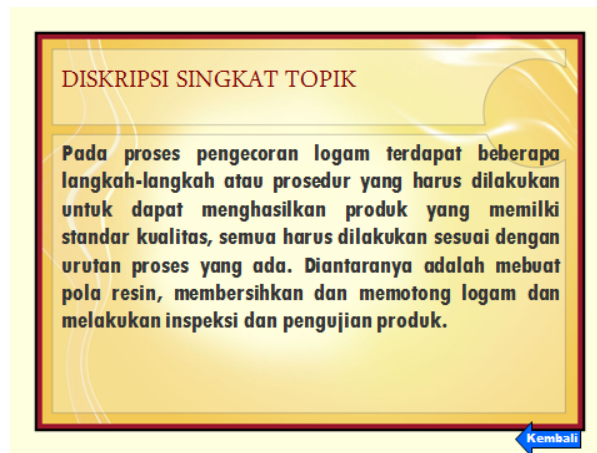 DISKRIPSI SINGKAT TOPIK
Pada proses pengecoran logam terdapat beberapa
langkah-langkah atau prosedur yang harus dilakukan
untuk dapat menghasilkan produk yang memilki
standar kualitas, semua harus dilakukan sesuai dengan
urutan proses yang ada. Diantaranya adalah mebuat
pola resin, membersihkan dan memotong logam dan
melakukan inspeksi dan pengujian produk.
Kembali